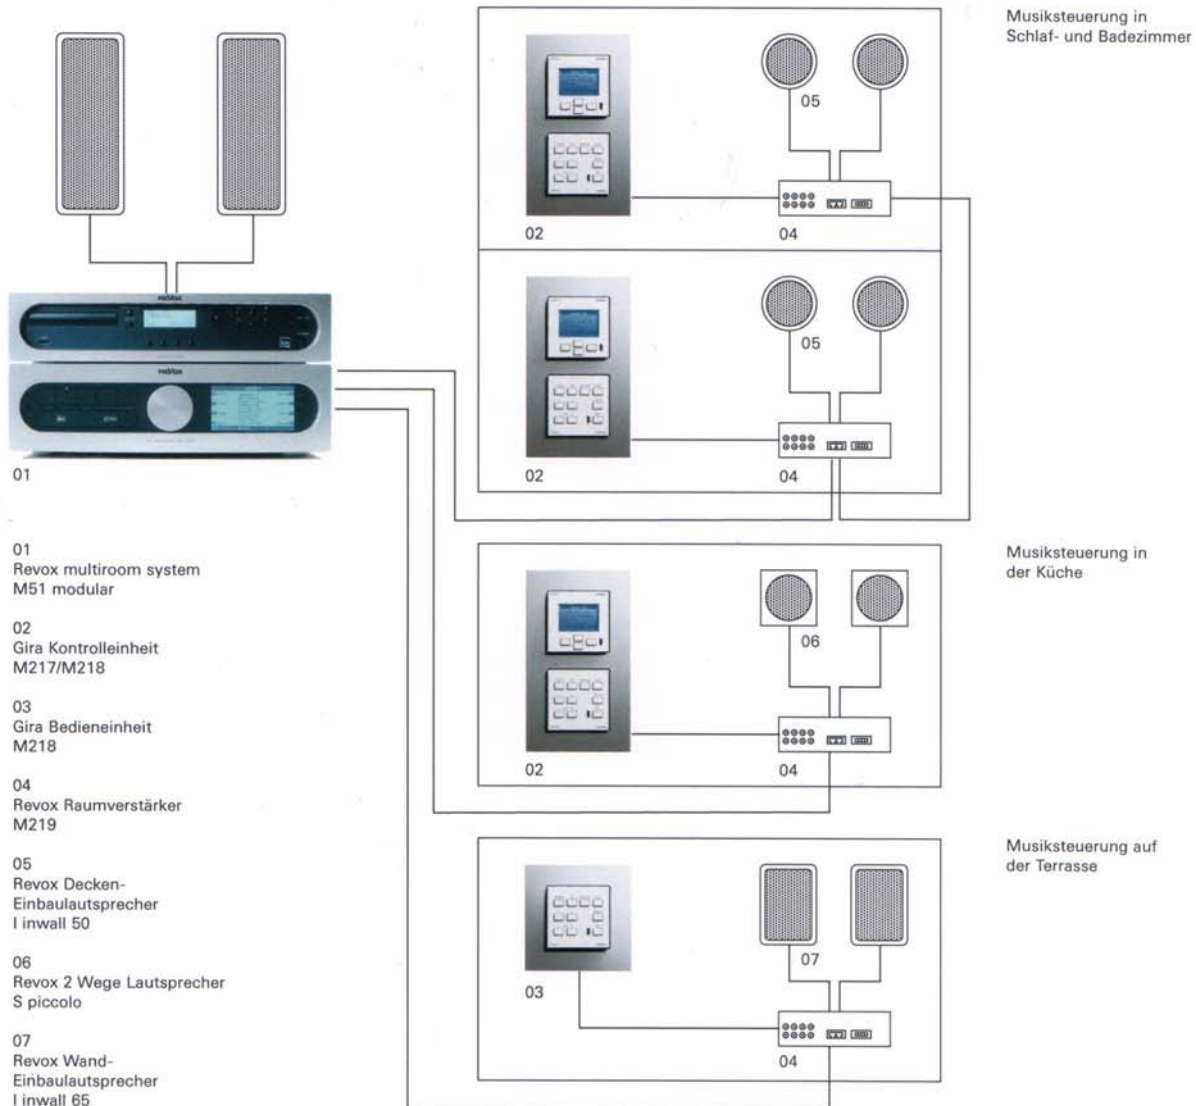 Musiksteuerung in
Schlaf- und Badezimmer
05
02
04
05
02
04
revox
revox
01
01
Revox multiroom system
M51 modular
02
Gira Kontrolleinheit
M217/M218
03
Gira Bedieneinheit
M218
04
Revox Raumverstärker
M219
05
Revox Decken-
Einbaulautsprecher
I inwall 50
06
Revox 2 Wege Lautsprecher
S piccolo
07
Revox Wand-
Einbaulautsprecher
I inwall 65
Musiksteuerung in
der Küche
06
02
04
Musiksteuerung auf
der Terrasse
07
03
04